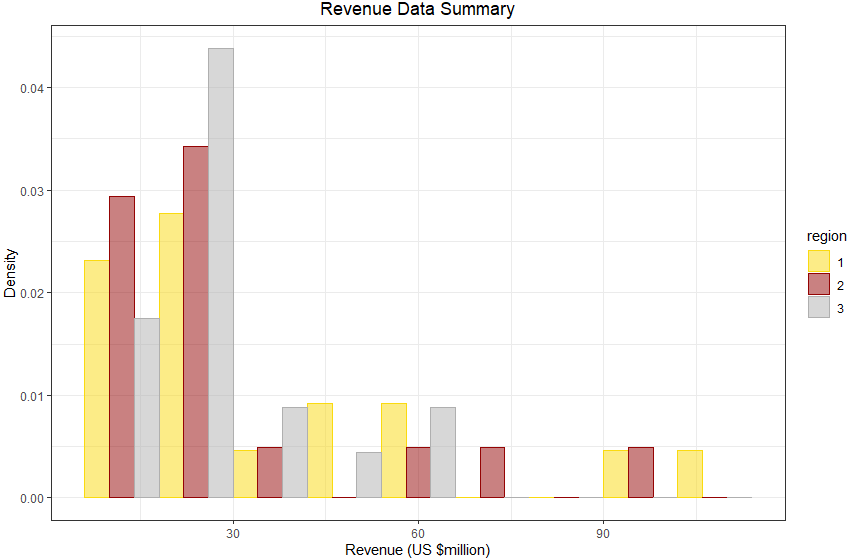 Revenue Data Summary
0.04
0.03
0.02
0.01
0.00
Density
30 60 90
Revenue (US $million)
region
1
2
3